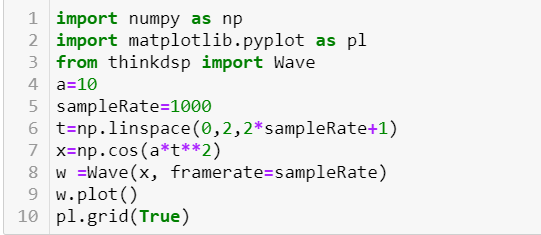 1 import numpy as np
2 import matplotlib.pyplot as pl
3 from thinkdsp import Wave
4 a=10
5 sampleRate=1000
6 t=np.linspace(0,2,2*sampleRate+1)
7 x=np.cos(a*t**2)
8 w =Wave(x, framerate=sampleRate)
9 w.plot()
10 pl.grid(True)